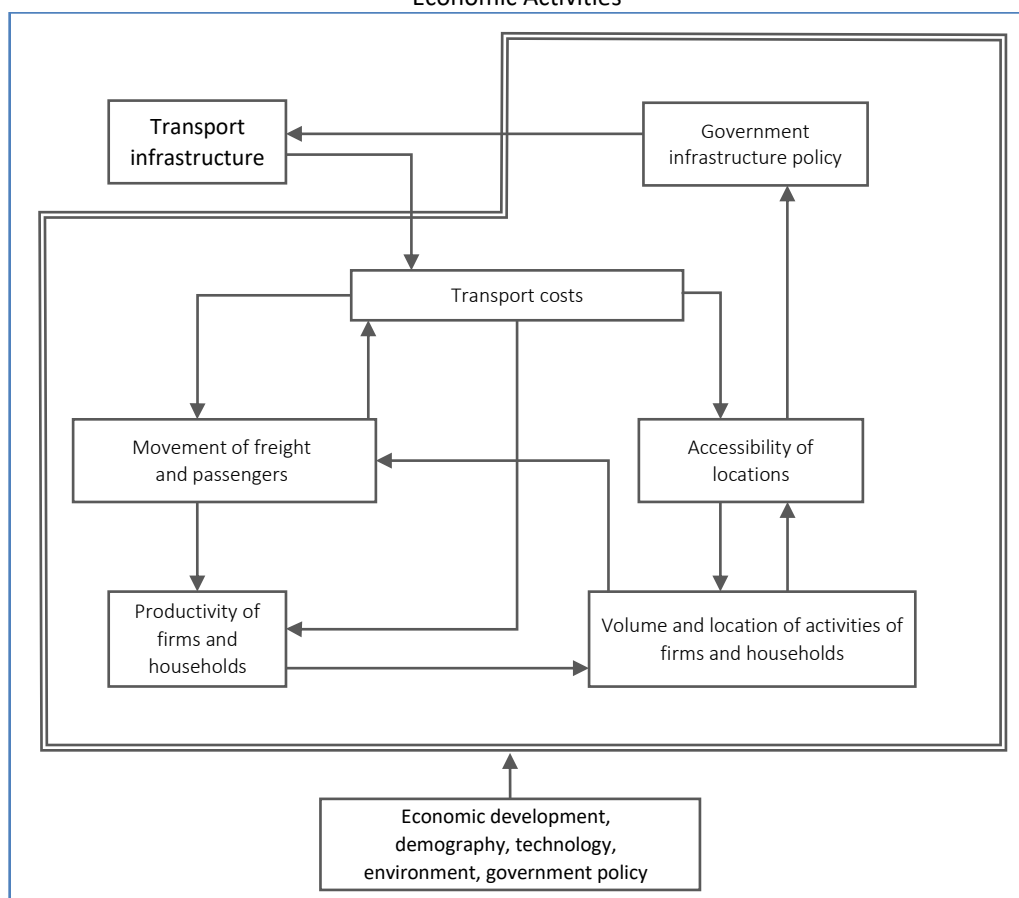 Economic Activities
Transport
infrastructure
Government
infrastructure policy
Transport costs
Movement of freight
and passengers
Accessibility of
locations
Productivity of
firms and
households
Volume and location of activities of
firms and households
Economic development,
demography, technology,
environment, government policy